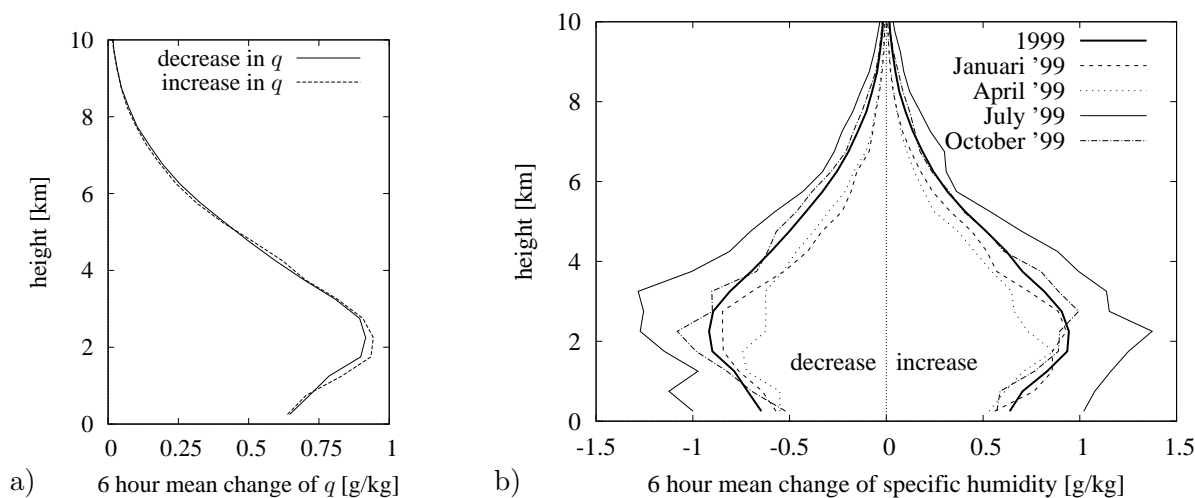 10
8
6
4
2
0
height [km]
decrease in q
increase in q
0 0.25 0.5 0.75 1
a) 6 hour mean change of q [g/kg]
10
8
6
4
2
0
height [km]
1999
Januari '99
April '99
July '99
October '99
decrease increase
-1.5 -1 -0.5 0 0.5 1 1.5
b) 6 hour mean change of specific humidity [g/kg]